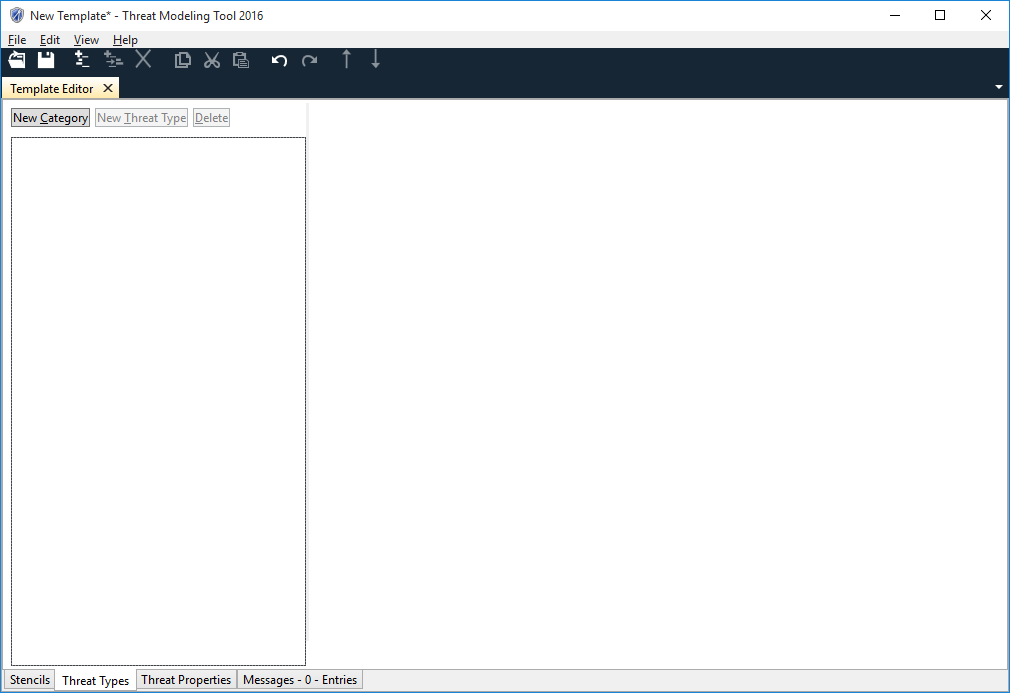 New Template* - Threat Modeling Tool 2016
File Edit View Help
Template Editor
New Category New Threat Type Delete
Stencils Threat Types Threat Properties Messages - 0 - Entries